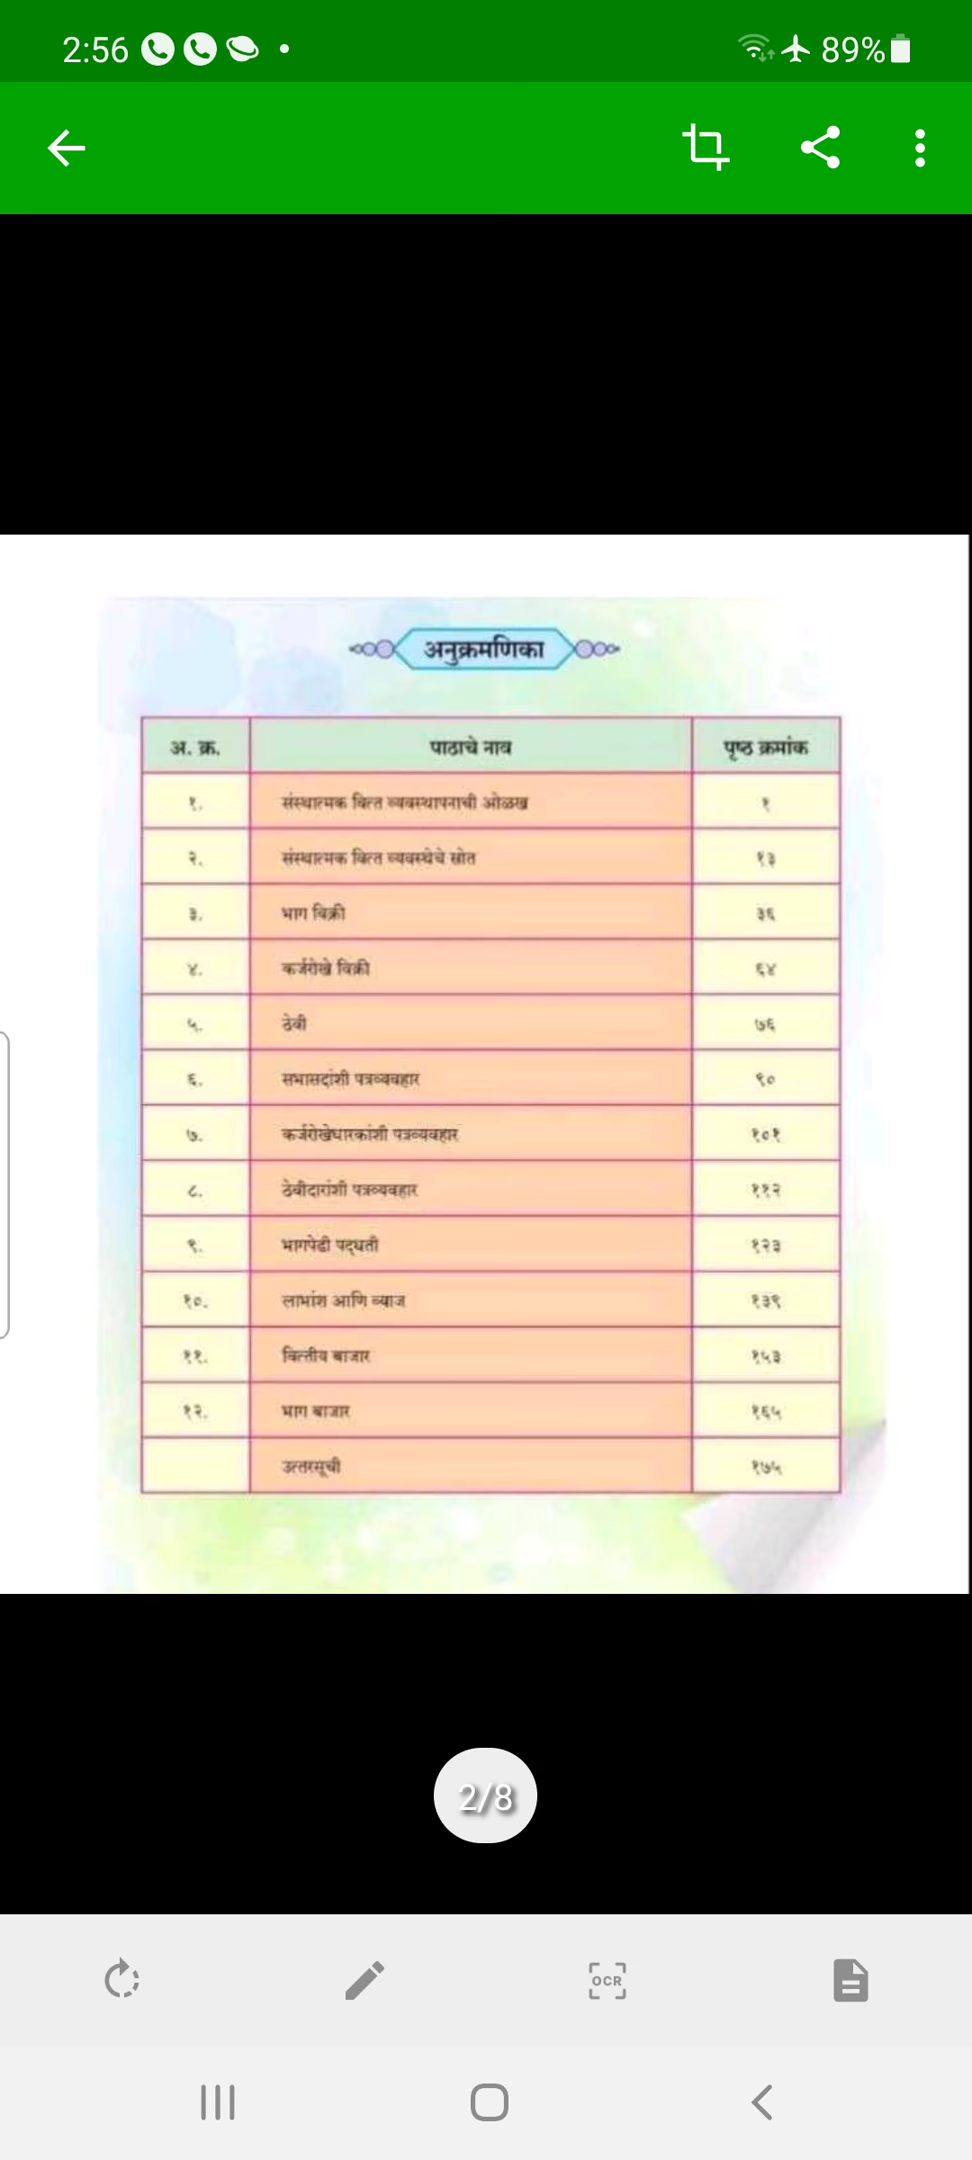 2:56
89%
अनुक्रमणिका
अ. क्र. पाठाचे नाव पृष्ठ क्रमांक
१. संस्थात्मक वित्त व्यवस्थापनाची ओळख १
२. संस्थात्मक वित्त व्यवस्थेचे स्रोत १३
३. भाग विक्री ३६
४. कर्जरोखे विक्री ६४
५. ठेवी ७६
६. सभासदांशी पत्रव्यवहार ९०
७. कर्जरोखेधारकांशी पत्रव्यवहार १०१
८. ठेवीदारांशी पत्रव्यवहार ११२
९. भागपेढी पद्धती १२३
१०. लाभांश आणि व्याज १३९
११. वित्तीय बाजार १५३
१२. भाग बाजार १६५
उत्तरसूची १७५
2/8
OCR